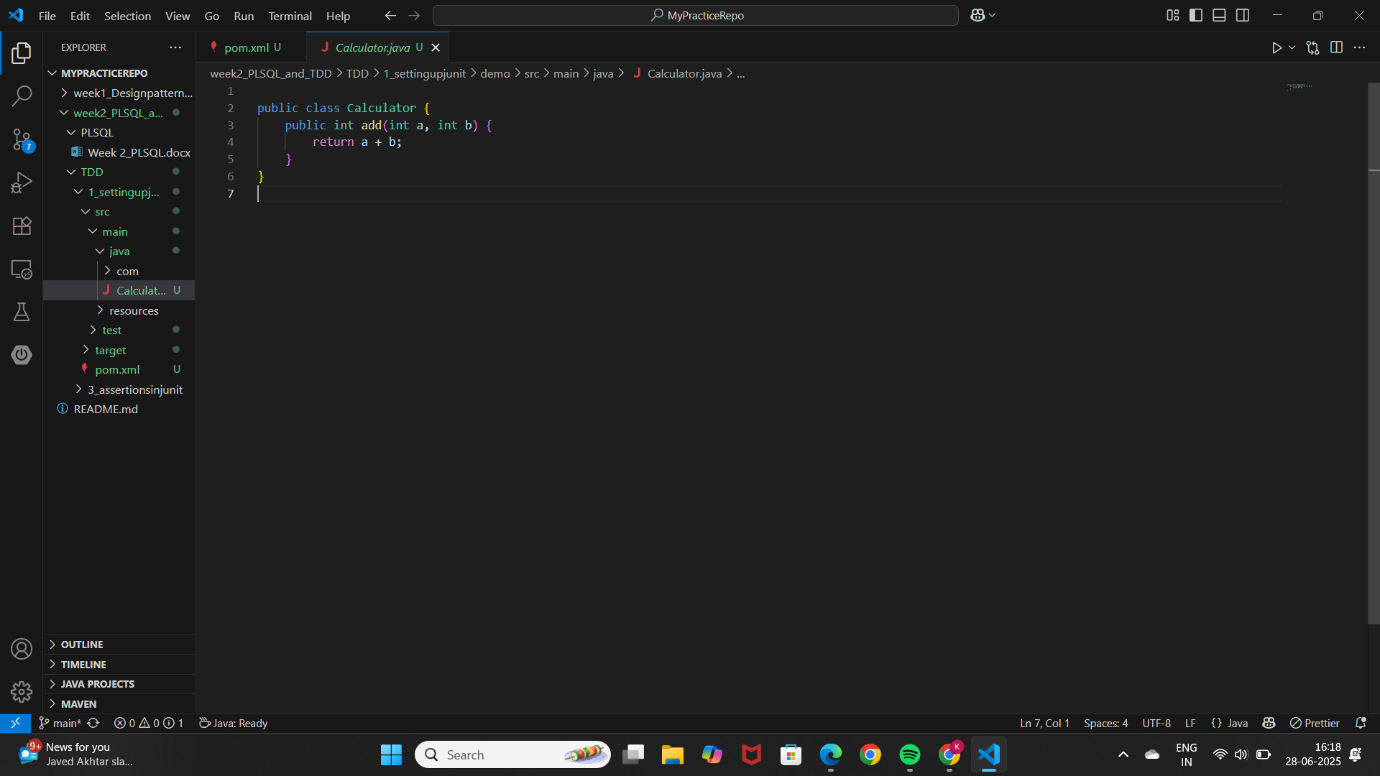 File Edit Selection View Go Run Terminal Help
MyPracticeRepo
EXPLORER
MYPRACTICEREPO
week1_Designpattern...
week2_PLSQL_a...
PLSQL
Week 2_PLSQL.docx
TDD
1_settingupj...
src
main
java
com
J Calculat... U
resources
test
target
pom.xml U
3_assertionsinjunit
README.md
OUTLINE
TIMELINE
JAVA PROJECTS
MAVEN
7
pom.xml U
J Calculator.java U
week2_PLSQL_and_TDD > TDD > 1_settingupjunit > demo > src > main > java > J Calculator.java > ...
1
2 public class Calculator {
3 public int add(int a, int b) {
4 return a + b;
5 }
6 }
7
main* 0 0 1 Java: Ready
Ln 7, Col 1 Spaces: 4 UTF-8 LF {} Java Prettier
9+ News for you
Javed Akhtar sla...
Search
K
ENG
IN
16:18
28-06-2025